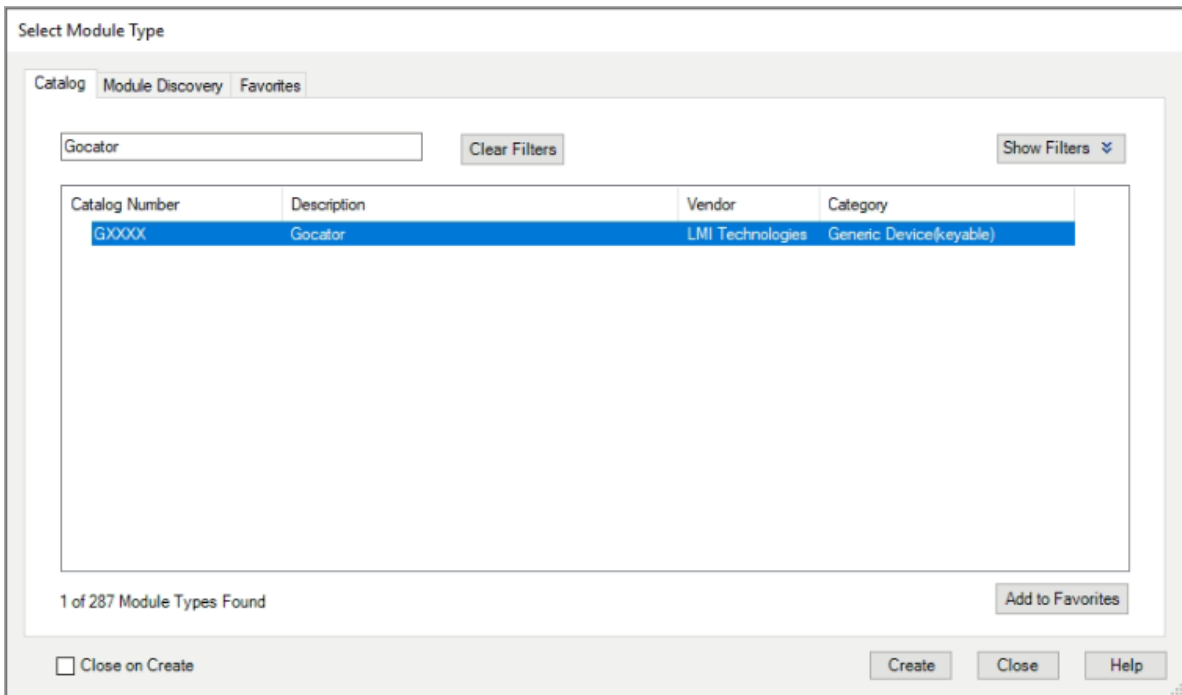 Select Module Type
Catalog Module Discovery Favorites
Gocator Clear Filters Show Filters
Catalog Number Description Vendor Category
GXXXX Gocator LMI Technologies Generic Device(keyable)
1 of 287 Module Types Found Add to Favorites
Close on Create Create Close Help